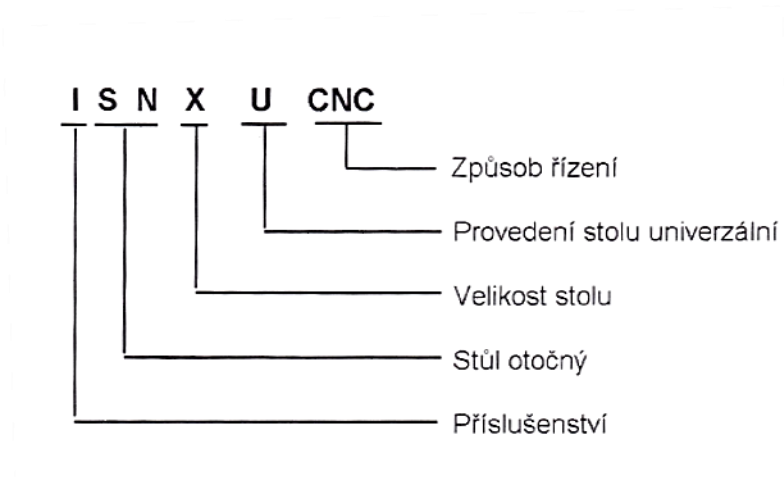 I S N X U CNC
Způsob řízení
Provedení stolu univerzální
Velikost stolu
Stůl otočný
Příslušenství